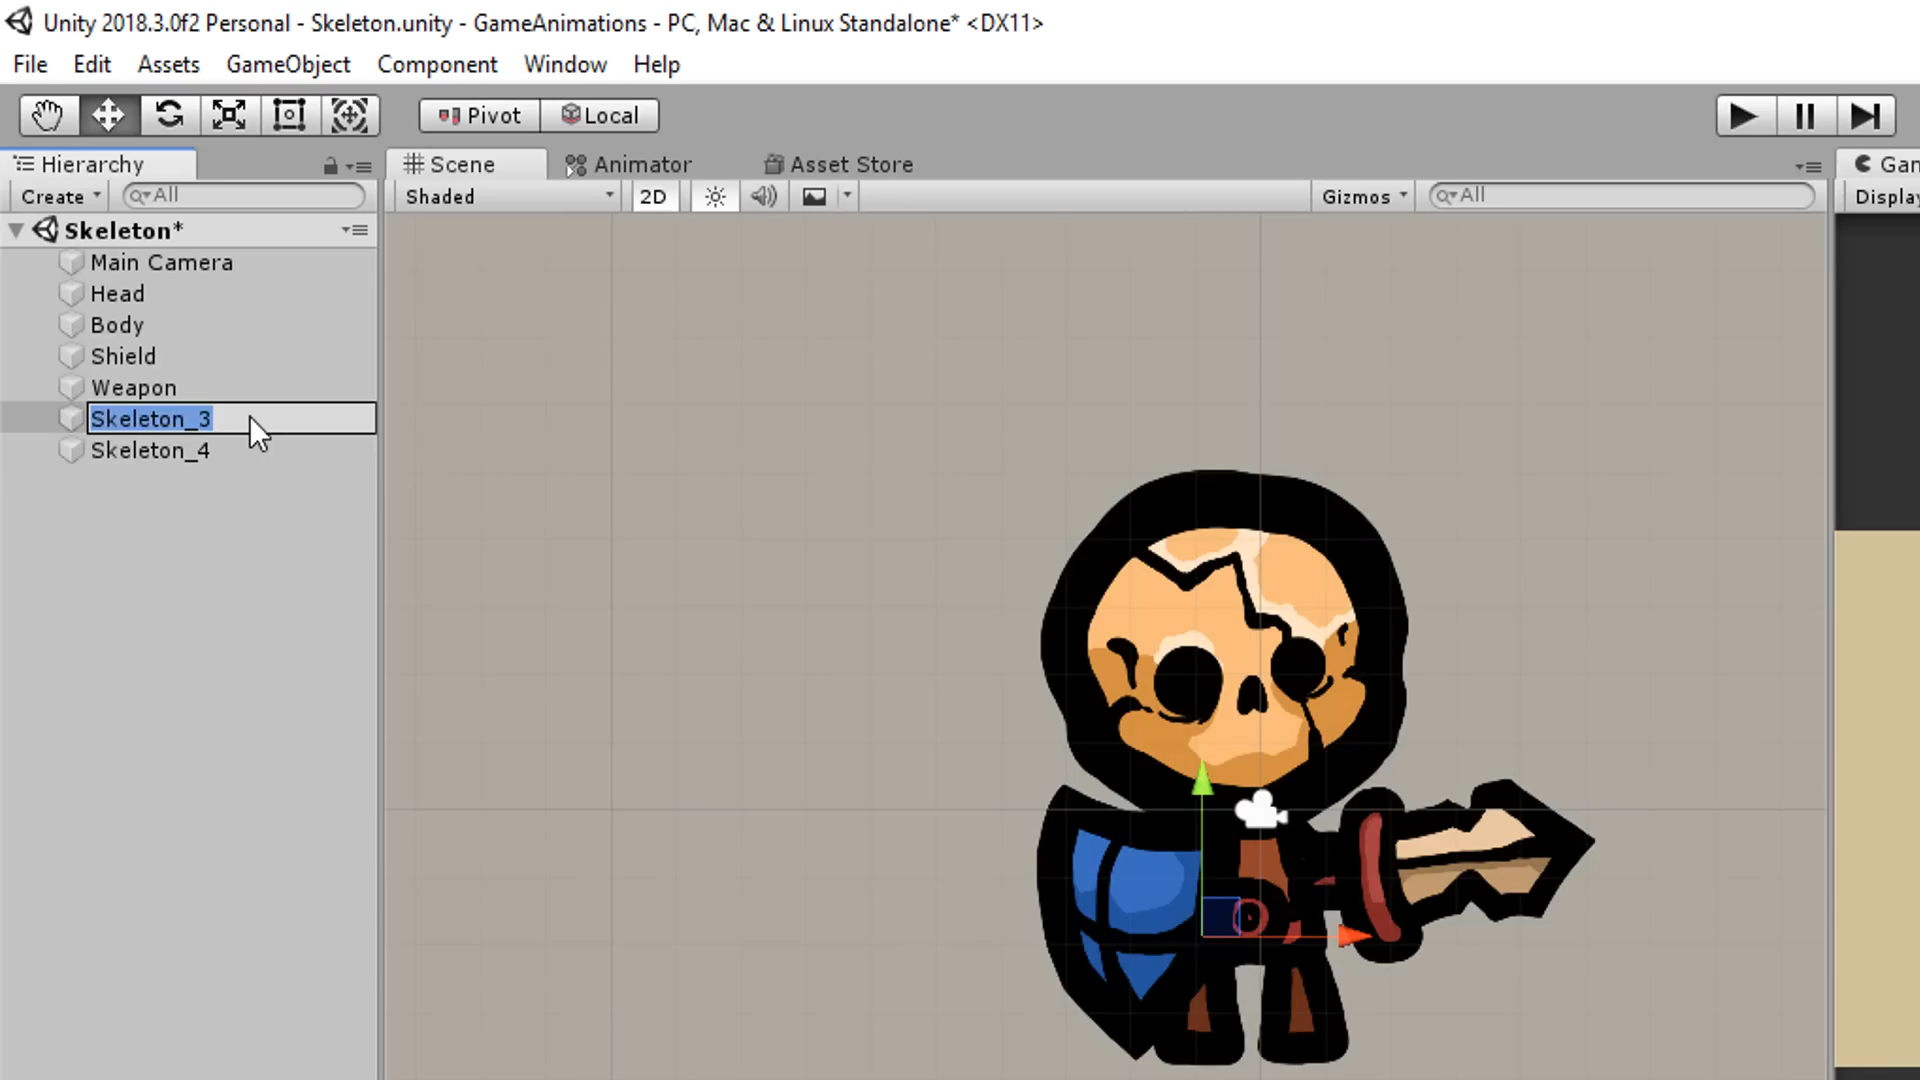 Unity 2018.3.0f2 Personal - Skeleton.unity - GameAnimations - PC, Mac & Linux Standalone* <DX11>
File Edit Assets GameObject Component Window Help
Pivot Local
Hierarchy Scene Animator Asset Store
Create All Shaded 2D Gizmos All Display
Skeleton*
Main Camera
Head
Body
Shield
Weapon
Skeleton_3
Skeleton_4